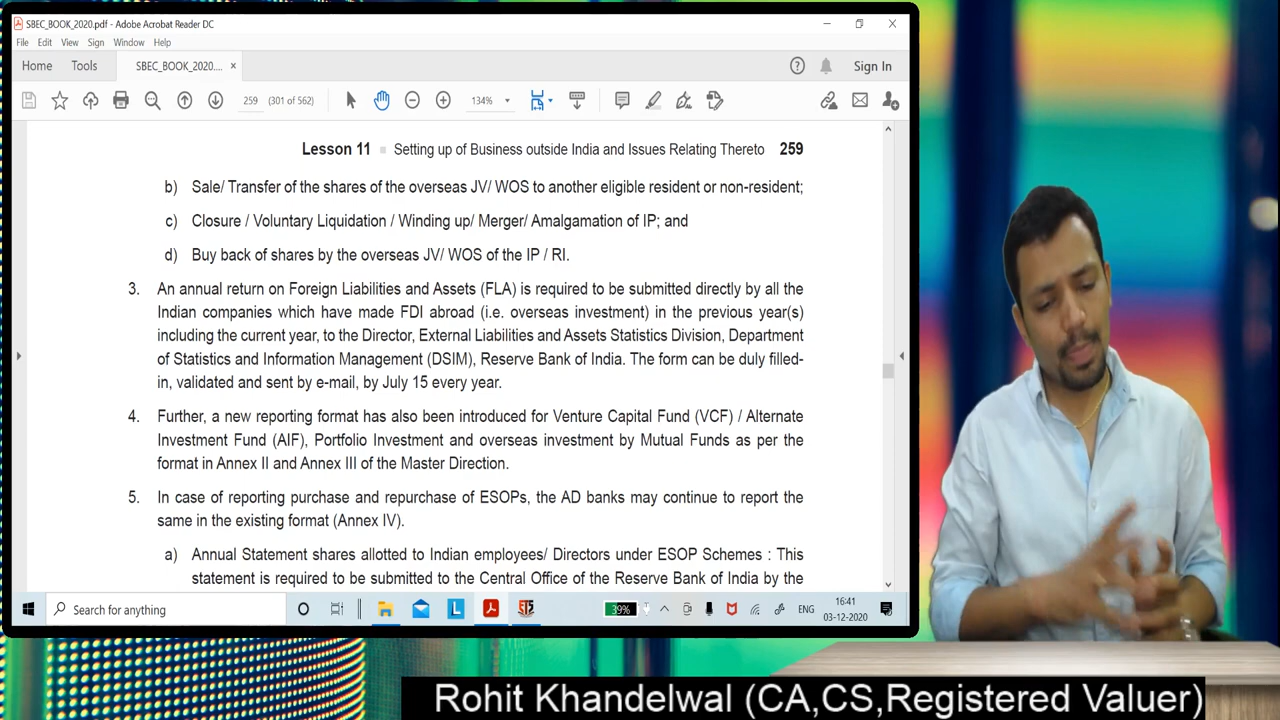 SBEC_BOOK_2020.pdf - Adobe Acrobat Reader DC
File Edit View Sign Window Help
Home Tools SBEC_BOOK_2020.... × Sign In
259 (301 of 562) 134%
Lesson 11 ■ Setting up of Business outside India and Issues Relating Thereto 259
b) Sale/ Transfer of the shares of the overseas JV/ WOS to another eligible resident or non-resident;
c) Closure / Voluntary Liquidation / Winding up/ Merger/ Amalgamation of IP; and
d) Buy back of shares by the overseas JV/ WOS of the IP / RI.
3. An annual return on Foreign Liabilities and Assets (FLA) is required to be submitted directly by all the
Indian companies which have made FDI abroad (i.e. overseas investment) in the previous year(s)
including the current year, to the Director, External Liabilities and Assets Statistics Division, Department
of Statistics and Information Management (DSIM), Reserve Bank of India. The form can be duly filled-
in, validated and sent by e-mail, by July 15 every year.
4. Further, a new reporting format has also been introduced for Venture Capital Fund (VCF) / Alternate
Investment Fund (AIF), Portfolio Investment and overseas investment by Mutual Funds as per the
format in Annex II and Annex III of the Master Direction.
5. In case of reporting purchase and repurchase of ESOPs, the AD banks may continue to report the
same in the existing format (Annex IV).
a) Annual Statement shares allotted to Indian employees/ Directors under ESOP Schemes : This
statement is required to be submitted to the Central Office of the Reserve Bank of India by the
Search for anything L 39% ENG 16:41
03-12-2020
Rohit Khandelwal (CA,CS,Registered Valuer)